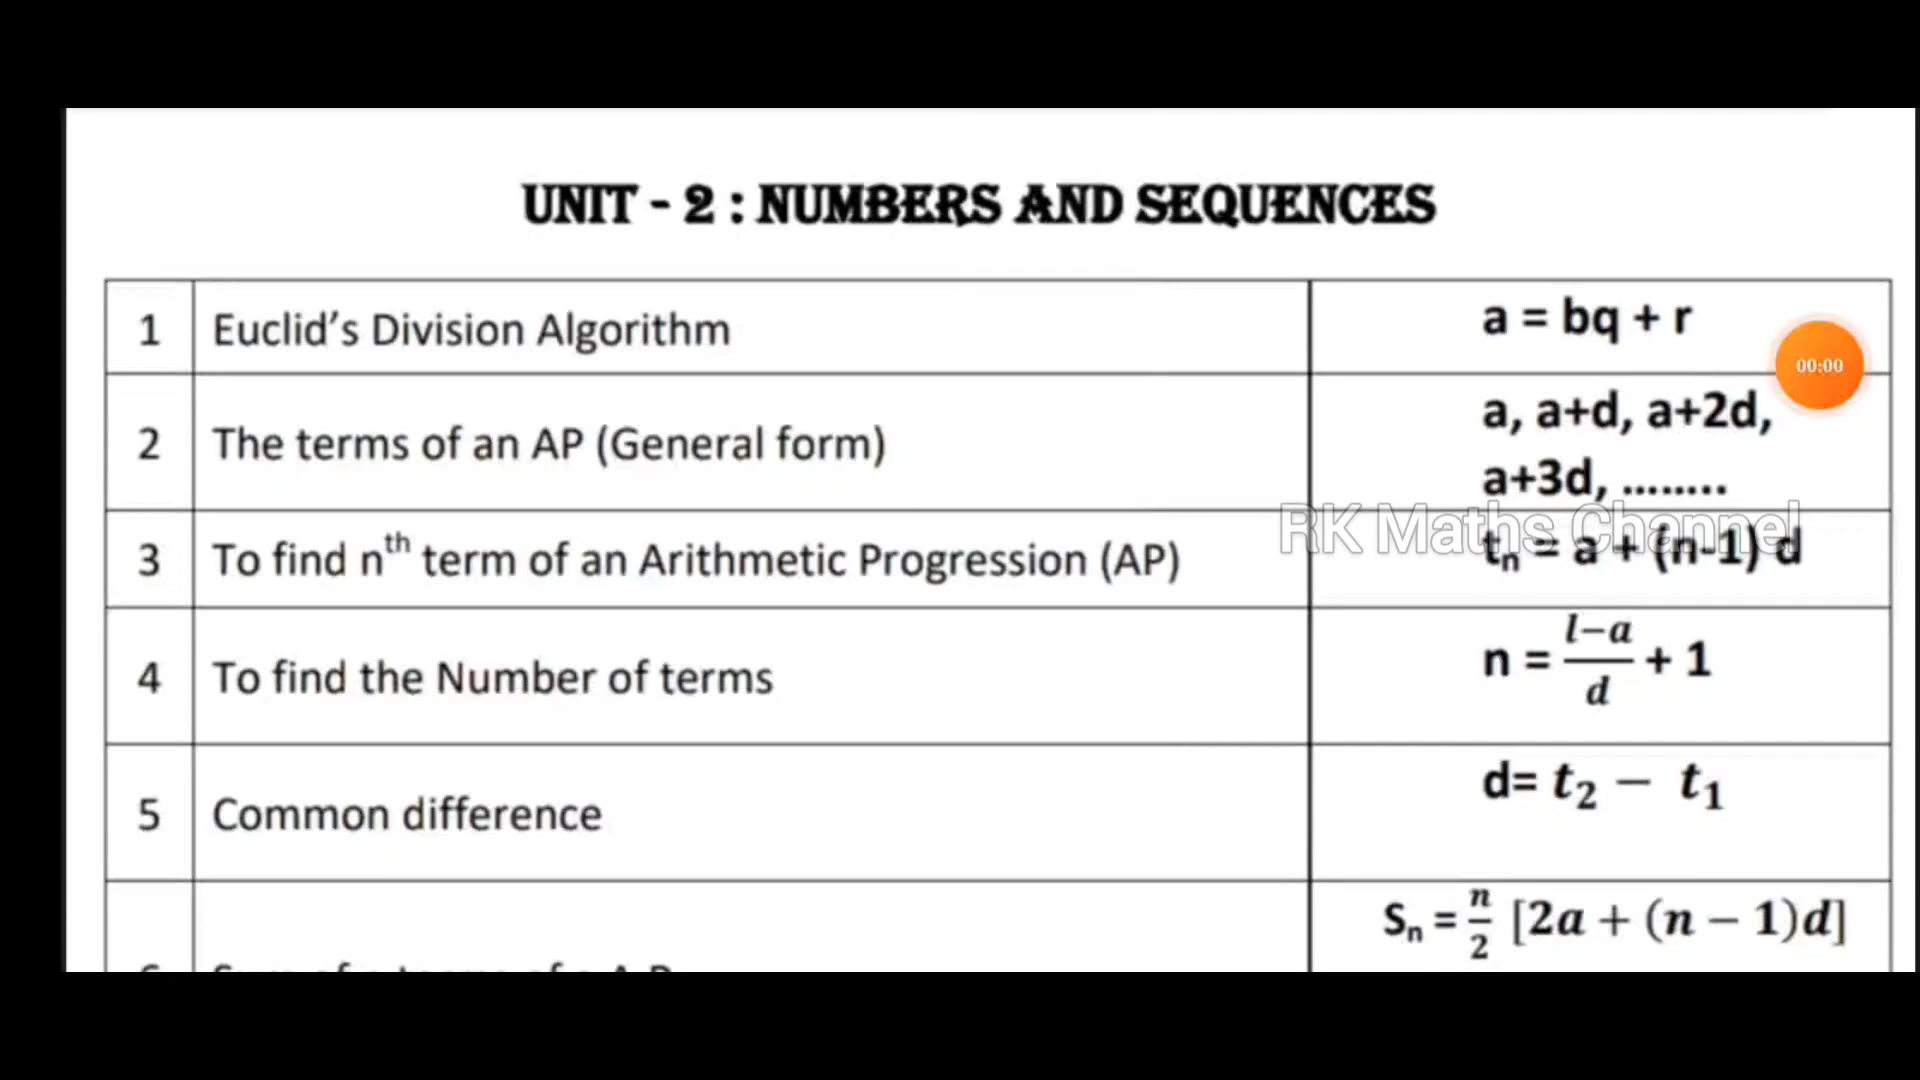 UNIT - 2 : NUMBERS AND SEQUENCES
1 Euclid's Division Algorithm a = bq + r
00:00
2 The terms of an AP (General form) a, a+d, a+2d,
a+3d, ........
RK Maths Channel
3 To find nth term of an Arithmetic Progression (AP) tn = a + (n-1) d
4 To find the Number of terms n = l−a/d + 1
5 Common difference d= t2 − t1
Sn = n/2 [2a + (n − 1)d]